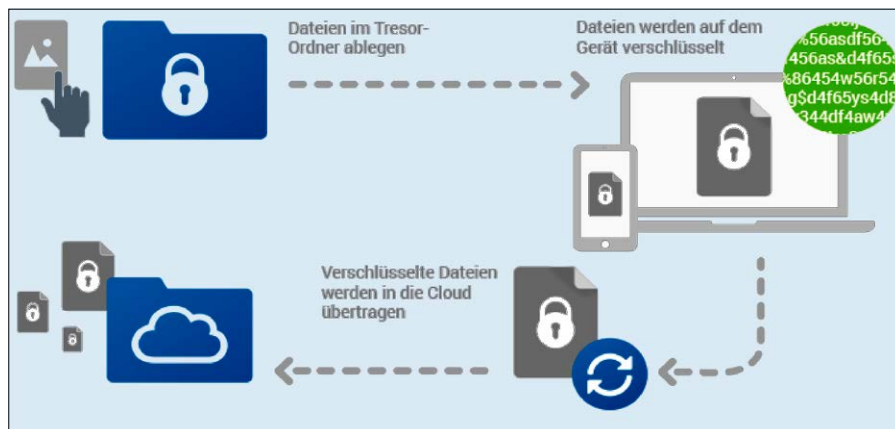 Dateien im Tresor-
Ordner ablegen
Dateien werden auf dem
Gerät verschlüsselt
%56asdf56
456as&d4f65s
%86454w56r54
g$d4f65ys4d8
344df4aw4
Verschlüsselte Dateien
werden in die Cloud
übertragen